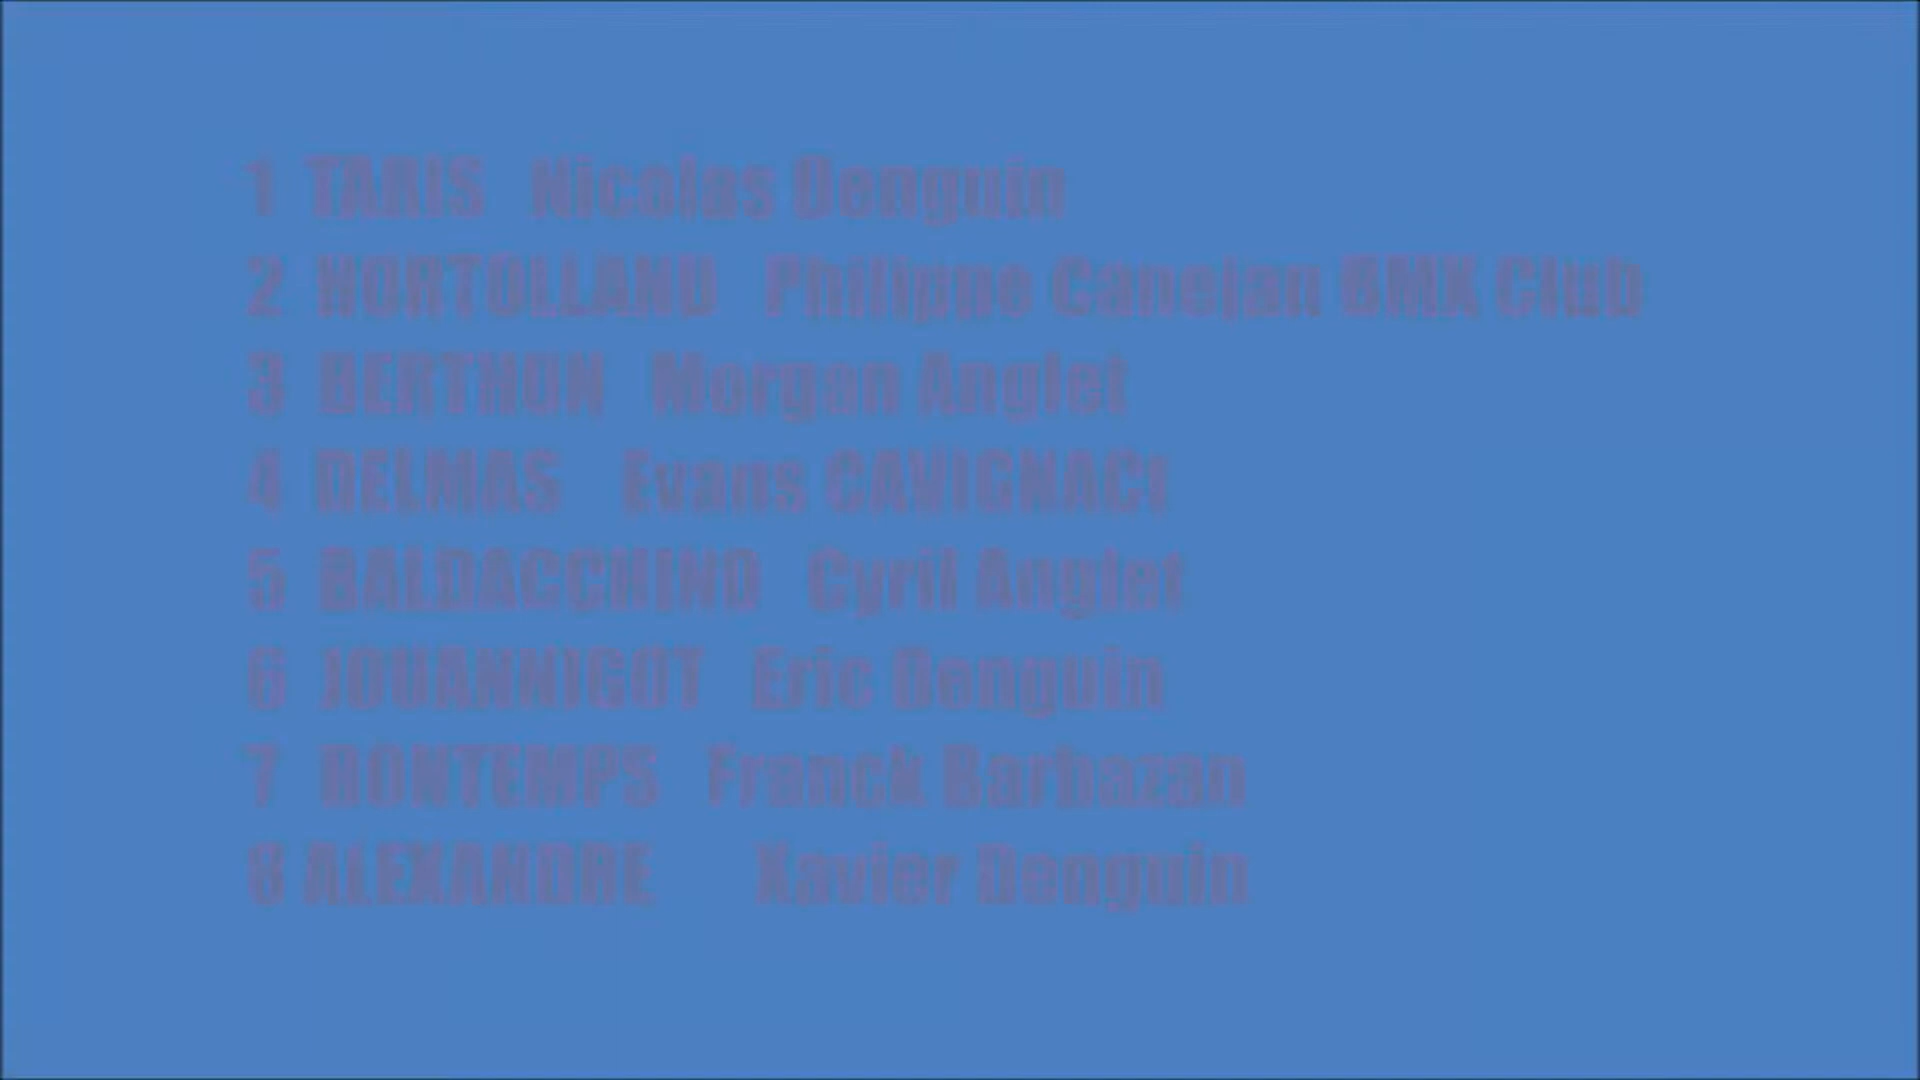 1 TARIS Nicolas Denguin
2 HORTOLLAND Philippe Canejan BMX Club
3 BERTHON Morgan Anglet
4 DELMAS Evans CAVIGNACt
5 BALDACCHINO Cyril Anglet
6 JOUANNIGOT Eric Denguin
7 BONTEMPS Franck Barbazan
8 ALEXANDRE Xavier Denguin